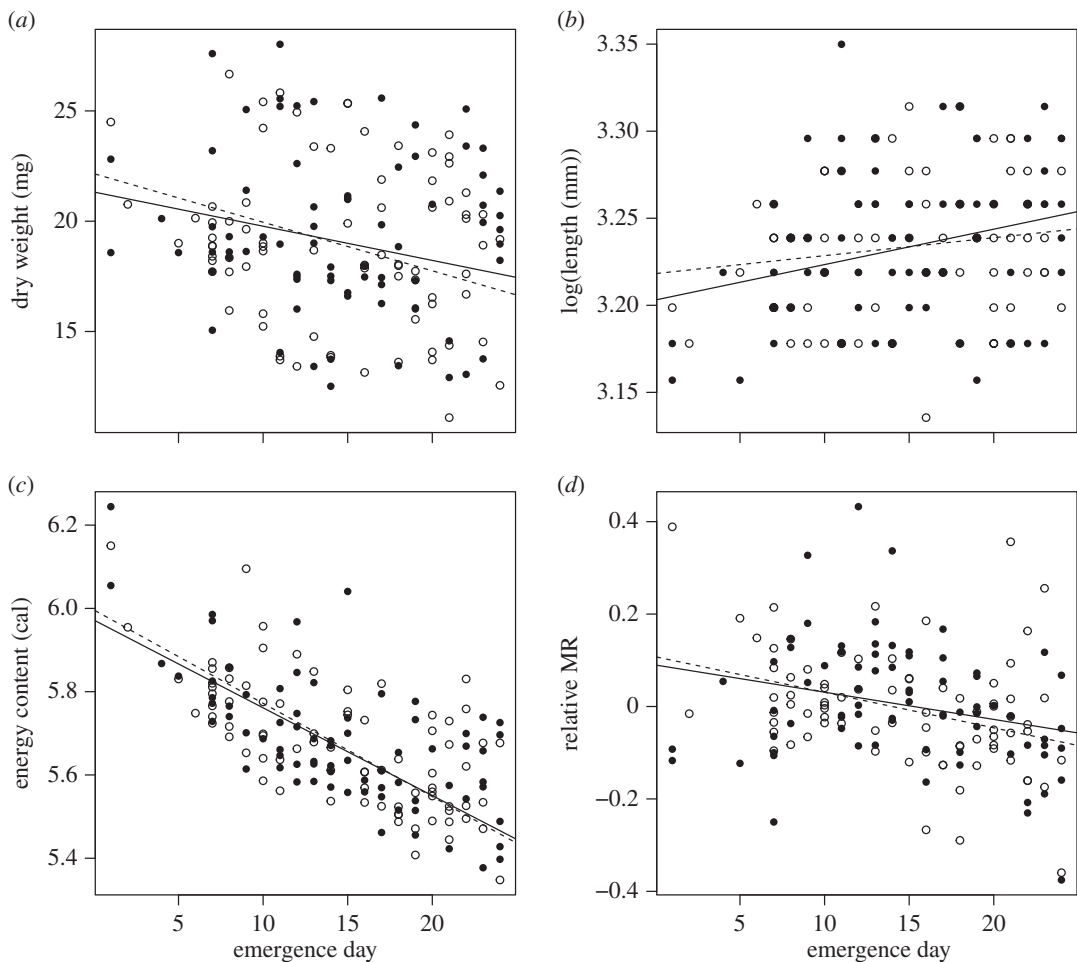 (a)
dry weight (mg)
25
20
15
(b)
log(length (mm))
3.35
3.30
3.25
3.20
3.15
(c)
energy content (cal)
6.2
6.0
5.8
5.6
5.4
5
10
15
20
emergence day
(d)
relative MR
0.4
0.2
0
−0.2
−0.4
5
10
15
20
emergence day